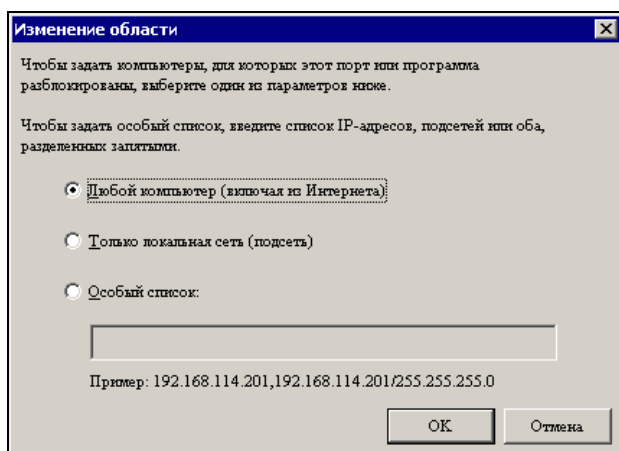 Изменение области
Чтобы задать компьютеры, для которых этот порт или программа
разблокированы, выберите один из параметров ниже.
Чтобы задать особый список, введите список IP-адресов, подсетей или оба,
разделенных запятыми.
Любой компьютер (включая из Интернета)
Только локальная сеть (подсеть)
Особый список:
Пример: 192.168.114.201,192.168.114.201/255.255.255.0
OK
Отмена